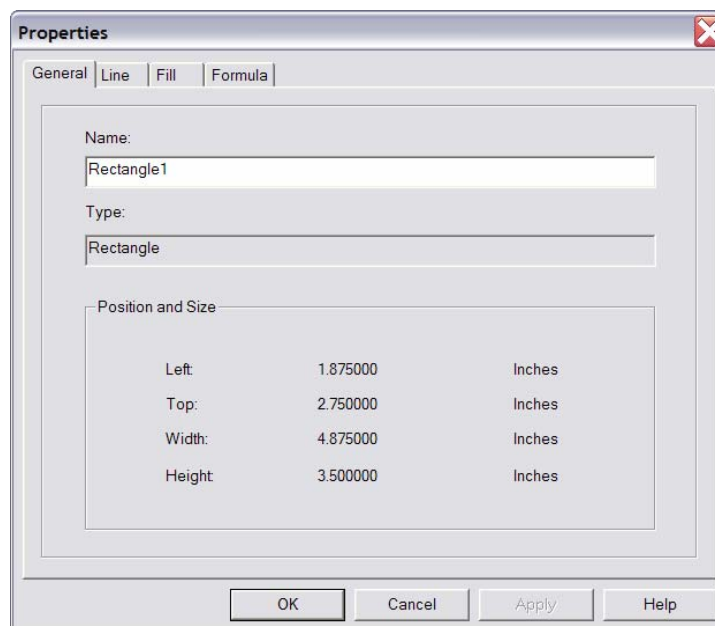 Properties
General Line Fill Formula
Name:
Rectangle1
Type:
Rectangle
Position and Size
Left: 1.875000 Inches
Top: 2.750000 Inches
Width: 4.875000 Inches
Height: 3.500000 Inches
OK Cancel Apply Help